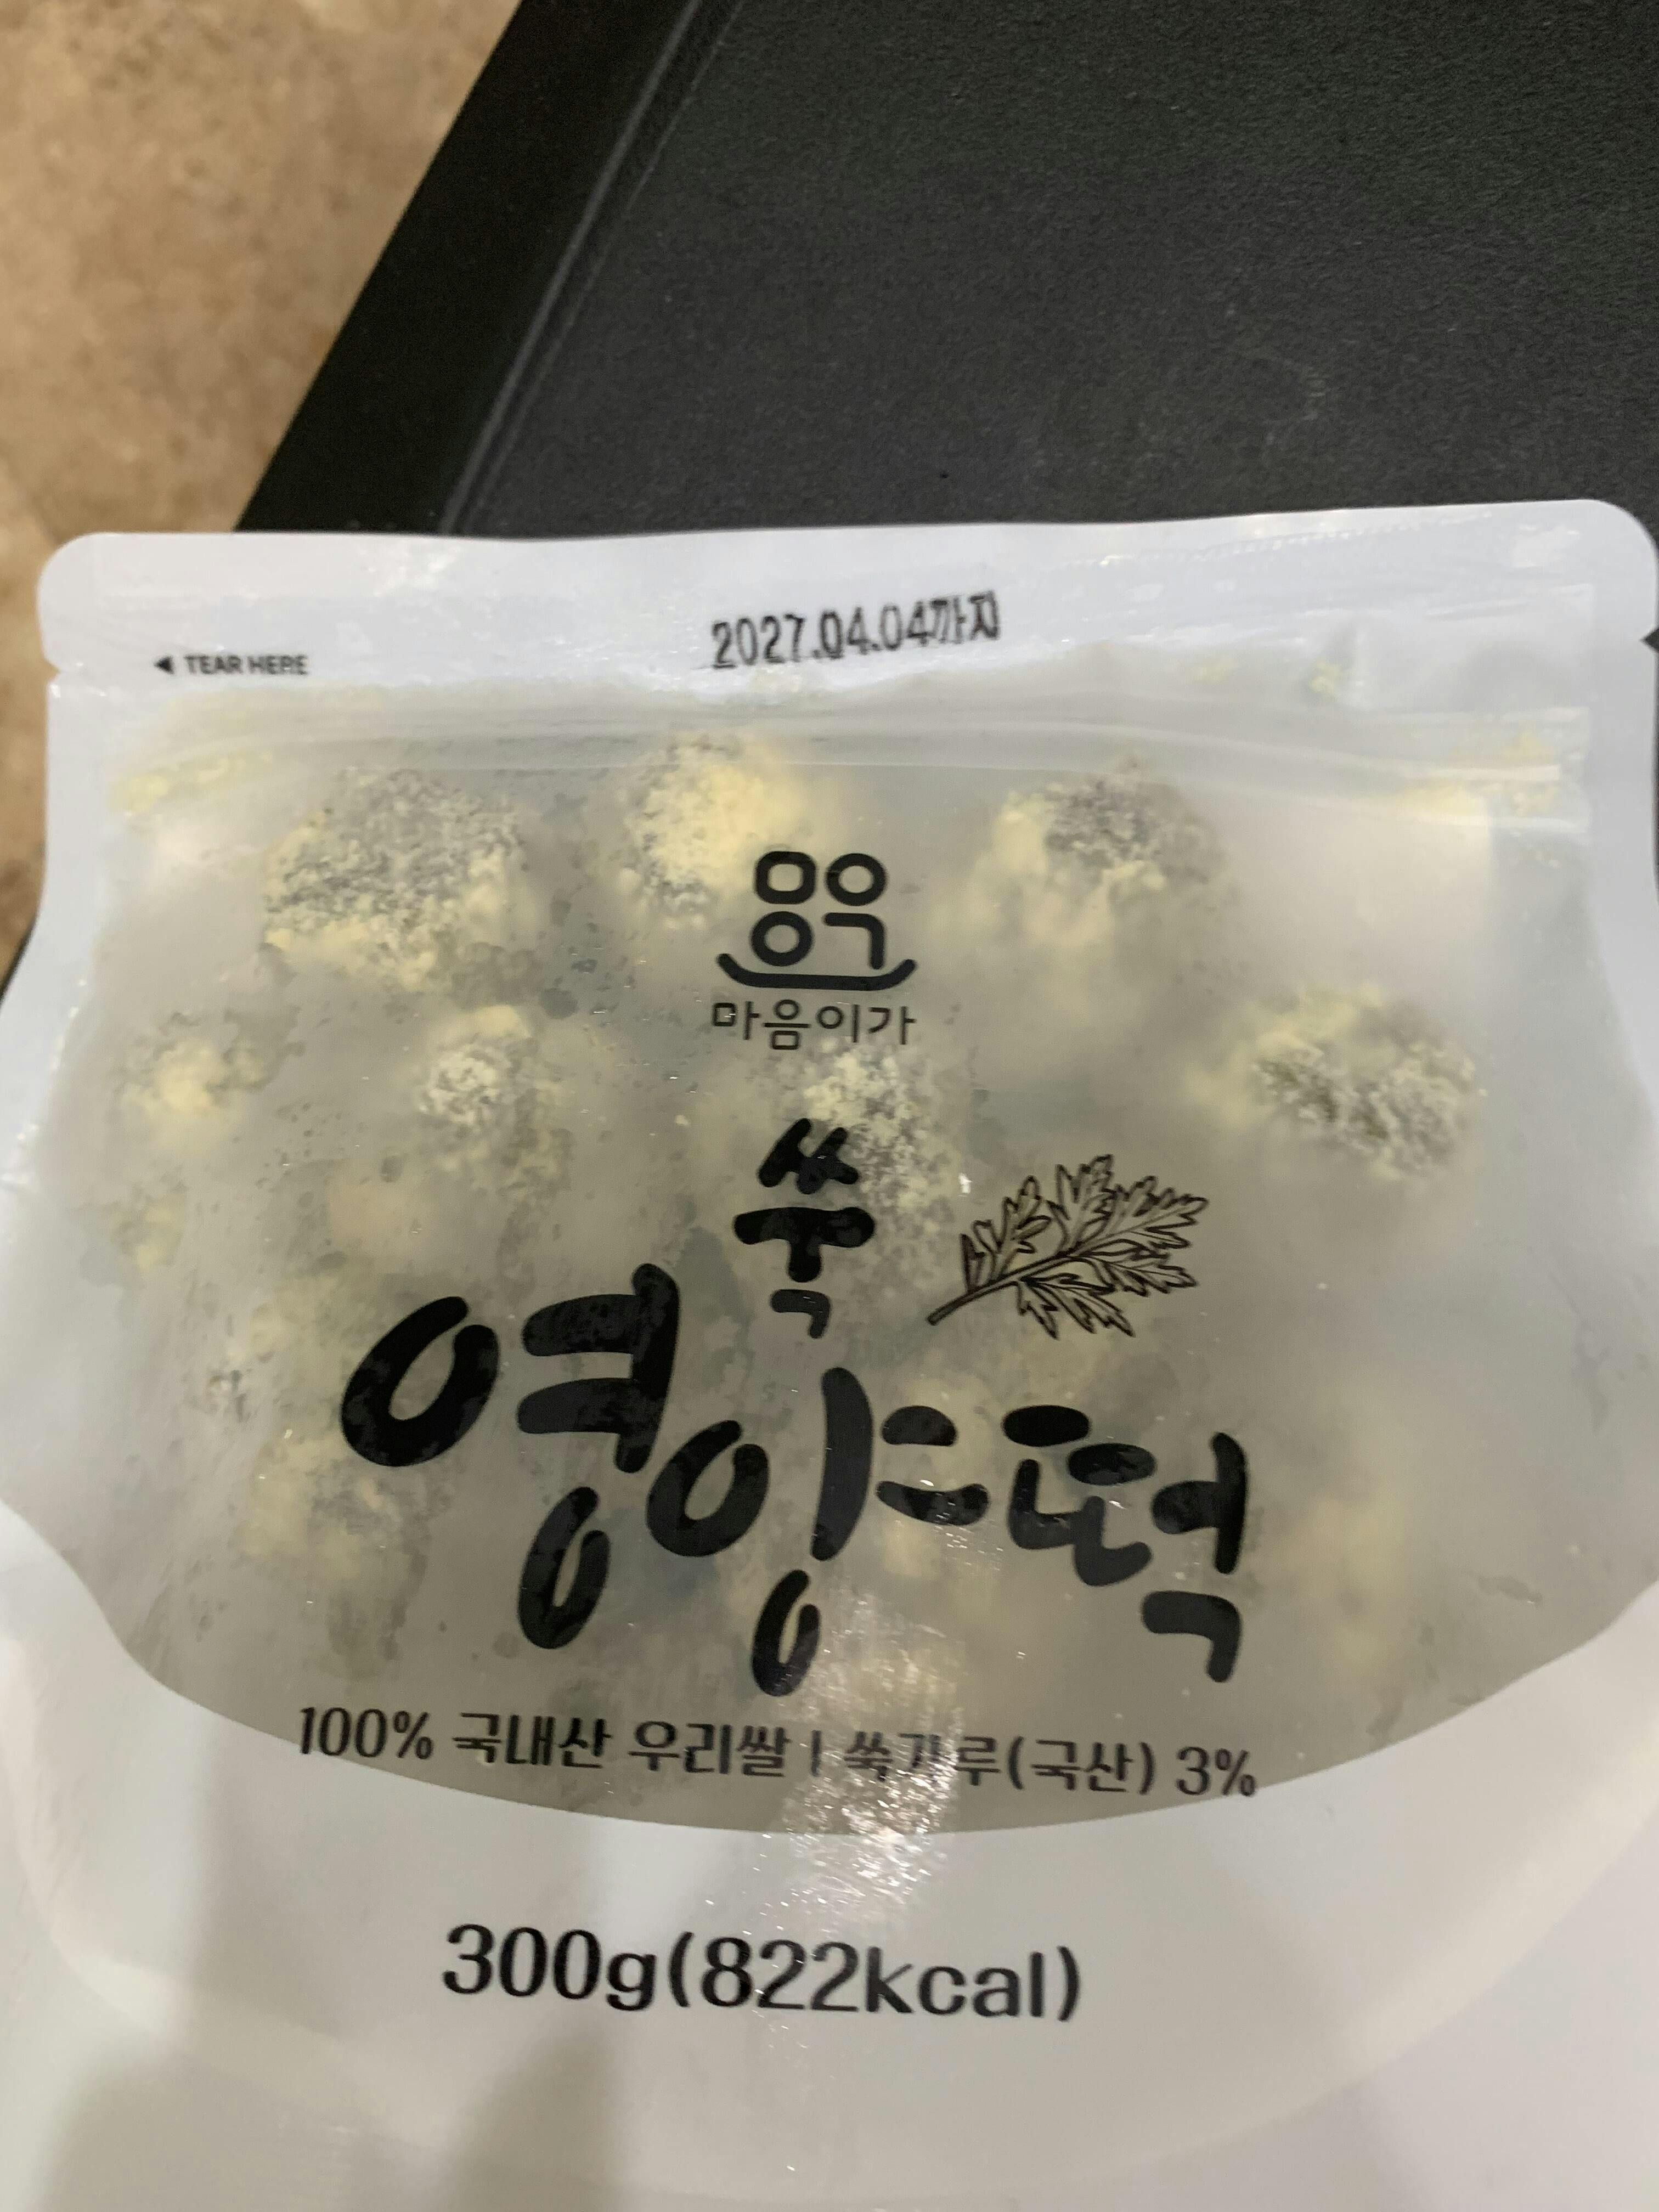 2027.04.04까지
◀ TEAR HERE
마음이가
쑥
영양떡
100% 국내산 우리쌀 | 쑥가루(국산) 3%
300g(822kcal)